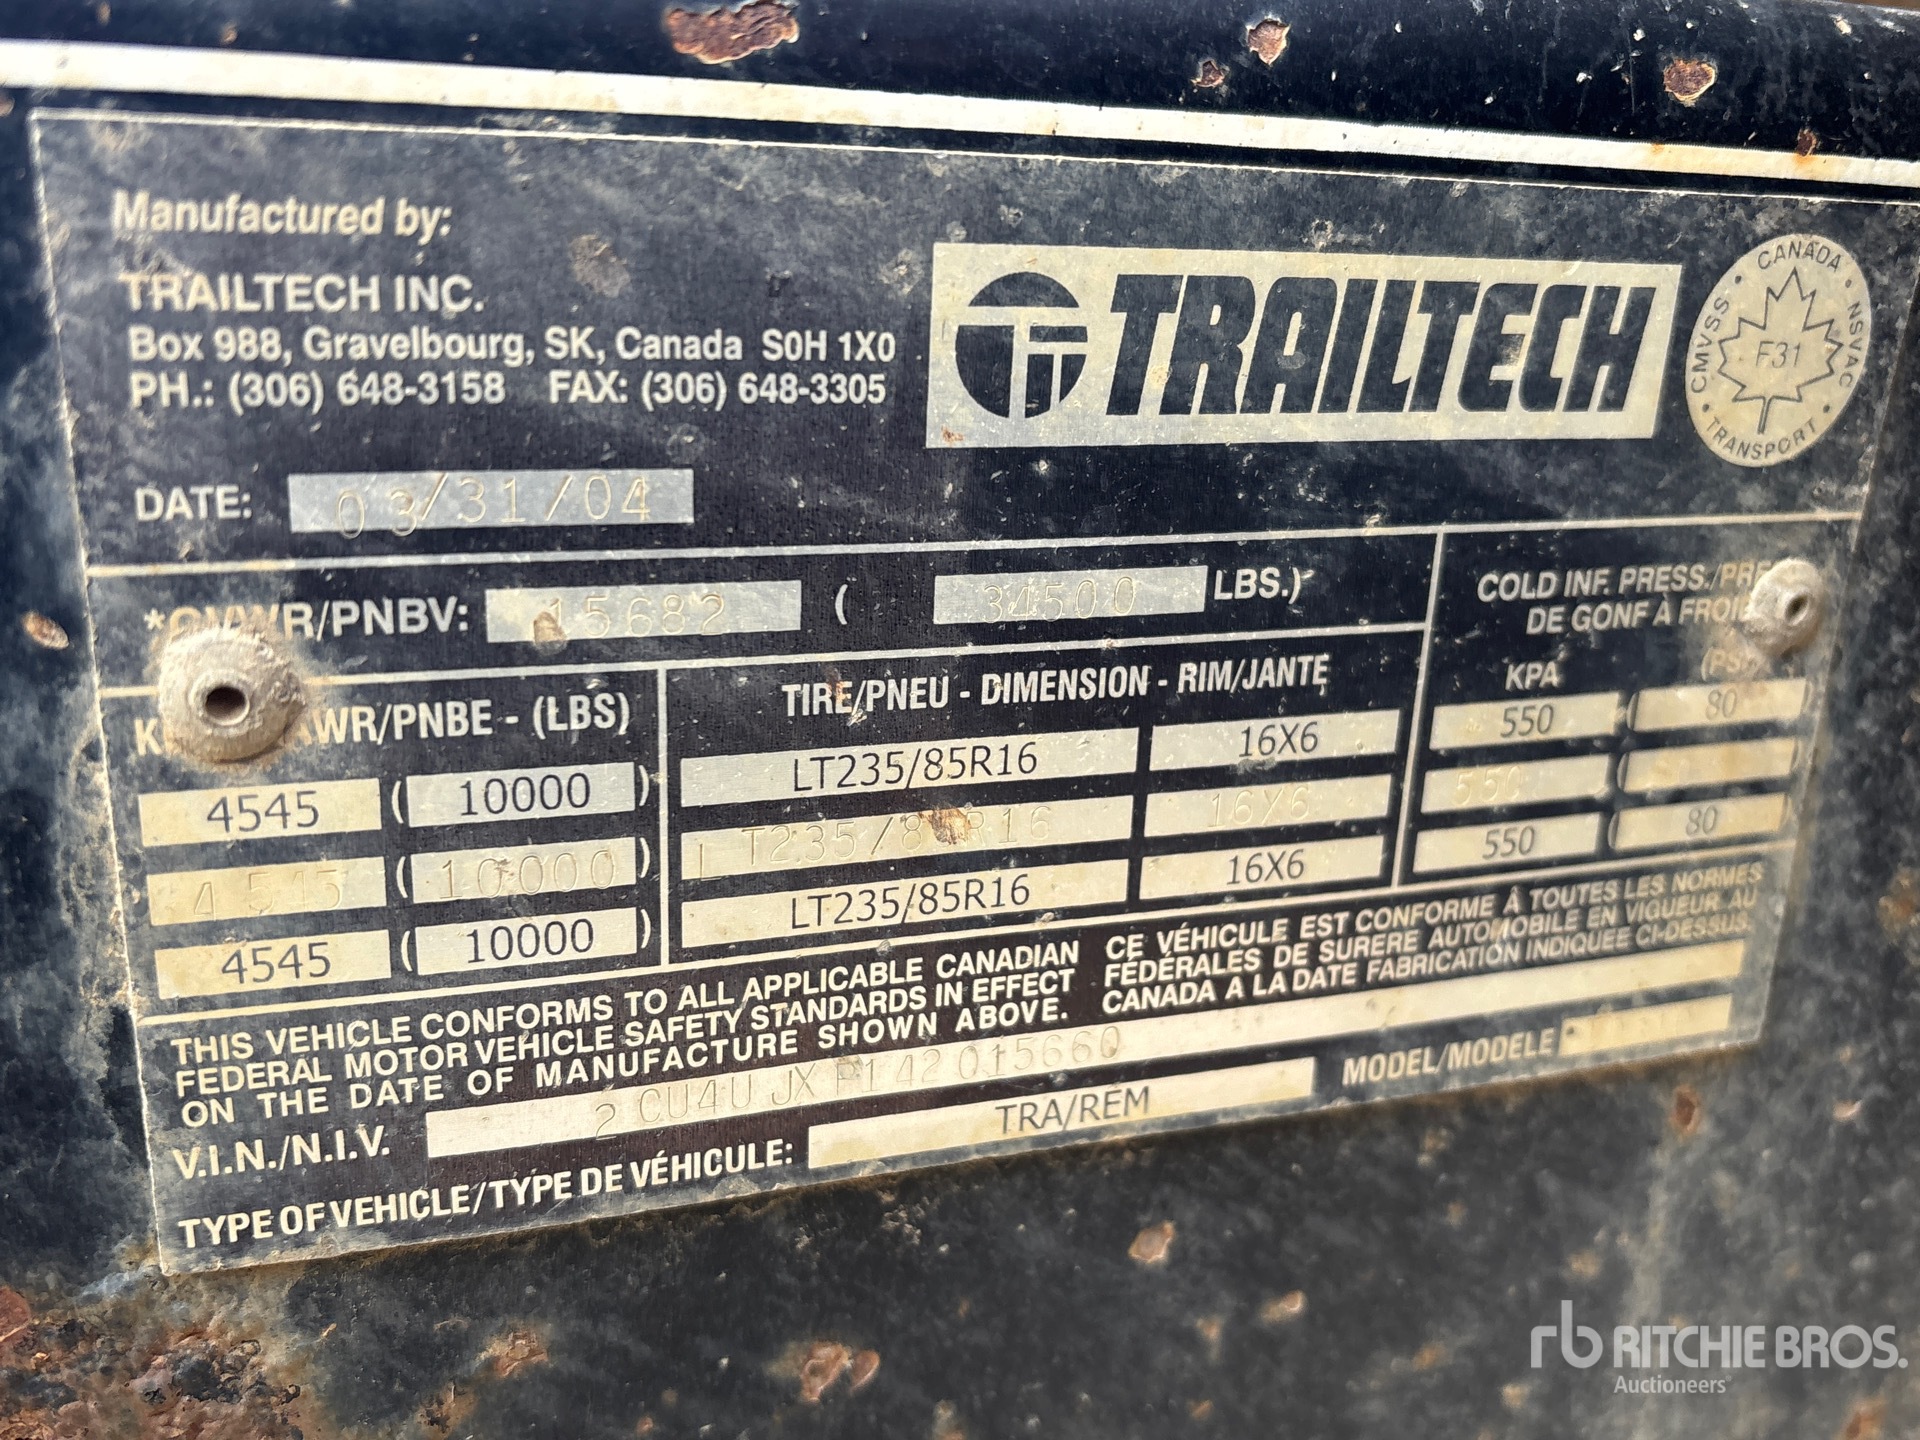 Manufactured by:
TRAILTECH INC.
Box 988, Gravelbourg, SK, Canada S0H 1X0
PH.: (306) 648-3158 FAX: (306) 648-3305
TRAILTECH
CANADA
CMVSS · NSVAC
F31
TRANSPORT
DATE: 03/31/04
/PNBV: 15682 ( 34500 LBS.)
COLD INF. PRESS./
DE GONF À
/PNBE - (LBS)
TIRE/PNEU - DIMENSION - RIM/JANTE
KPA
4545 ( 10000 ) LT235/85R16 16X6 550 ( 80
4545 ( 10000 ) LT235/85R16 16X6 550 (
4545 ( 10000 ) LT235/85R16 16X6 550 ( 80
THIS VEHICLE CONFORMS TO ALL APPLICABLE CANADIAN
FEDERAL MOTOR VEHICLE SAFETY STANDARDS IN EFFECT
ON THE DATE OF MANUFACTURE SHOWN ABOVE.
CE VÉHICULE EST CONFORME À TOUTES LES NORMES
FÉDÉRALES DE SURERE AUTOMOBILE EN VIGUEUR AU
CANADA A LA DATE FABRICATION INDIQUÉE CI-DESSUS.
V.I.N./N.I.V. 2CU4UJXP142015660
TYPE OF VEHICLE/TYPE DE VÉHICULE: TRA/REM
MODEL/MODELE
rb RITCHIE BROS.
Auctioneers